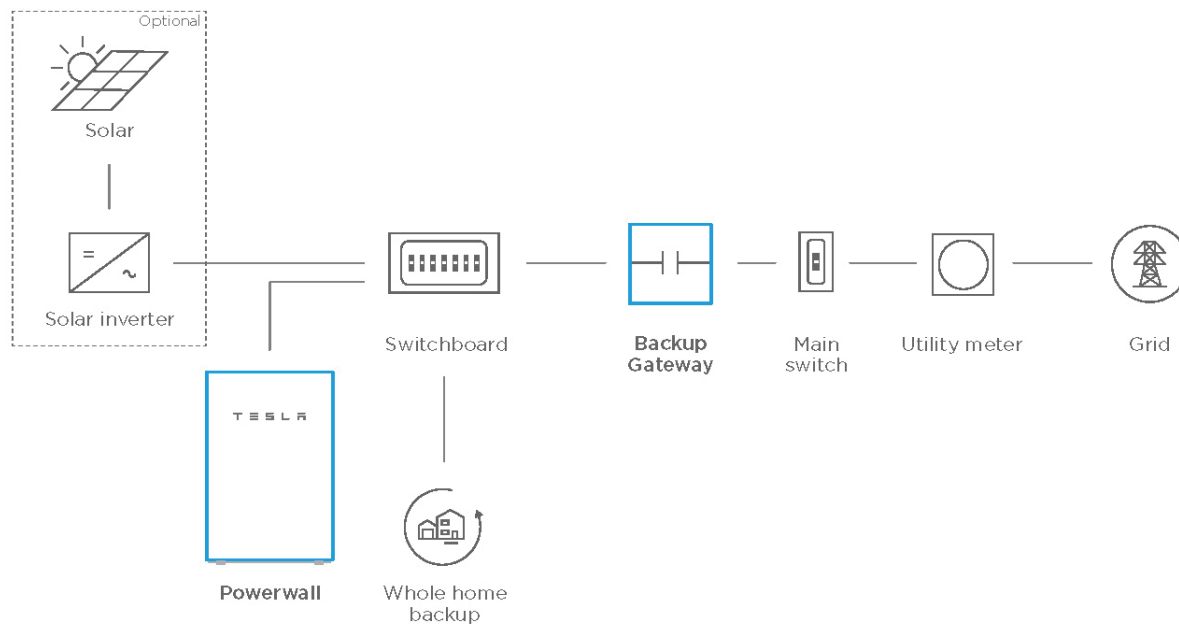 Optional
Solar
Solar inverter
Switchboard
Backup
Gateway
Main
switch
Utility meter
Grid
TESLA
Powerwall
Whole home
backup